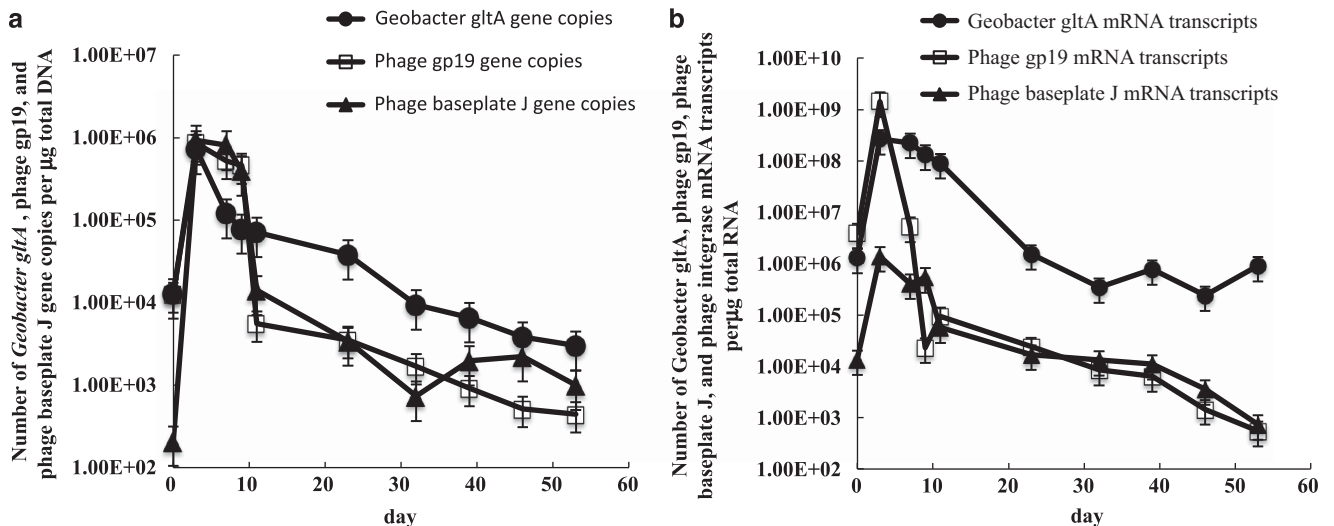 a
Geobacter gltA gene copies
Phage gp19 gene copies
Phage baseplate J gene copies
Number of Geobacter gltA , phage gp19, and
phage baseplate J gene copies per µg total DNA
1.00E+07
1.00E+06
1.00E+05
1.00E+04
1.00E+03
1.00E+02
0
10
20
30
40
50
60
day
b
Geobacter gltA mRNA transcripts
Phage gp19 mRNA transcripts
Phage baseplate J mRNA transcripts
Number of Geobacter gltA, phage gp19, phage
baseplate J, and phage integrase mRNA transcripts
perµg total RNA
1.00E+10
1.00E+09
1.00E+08
1.00E+07
1.00E+06
1.00E+05
1.00E+04
1.00E+03
1.00E+02
0
10
20
30
40
50
60
day